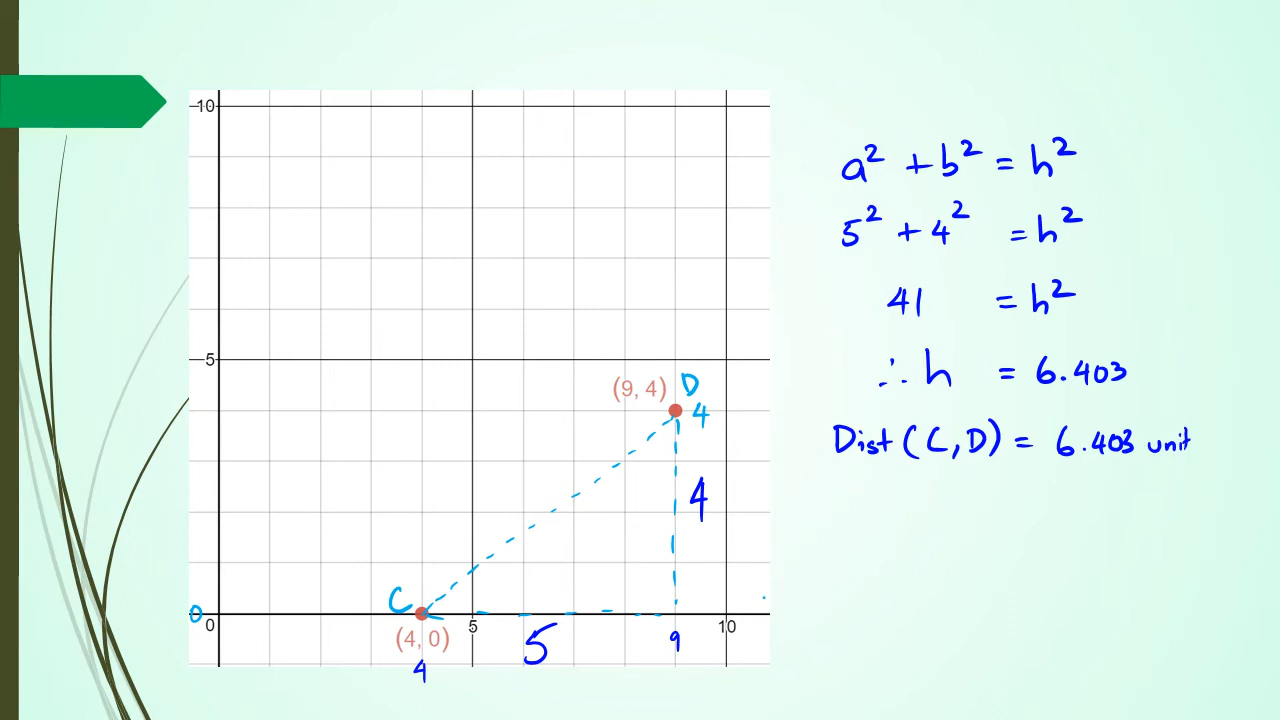 10
5
(9, 4) D
4
4
C
0
0
(4, 0)
5
5
9
10
4
a² + b² = h²
5² + 4² = h²
41 = h²
∴ h = 6.403
Dist (C, D) = 6.403 unit